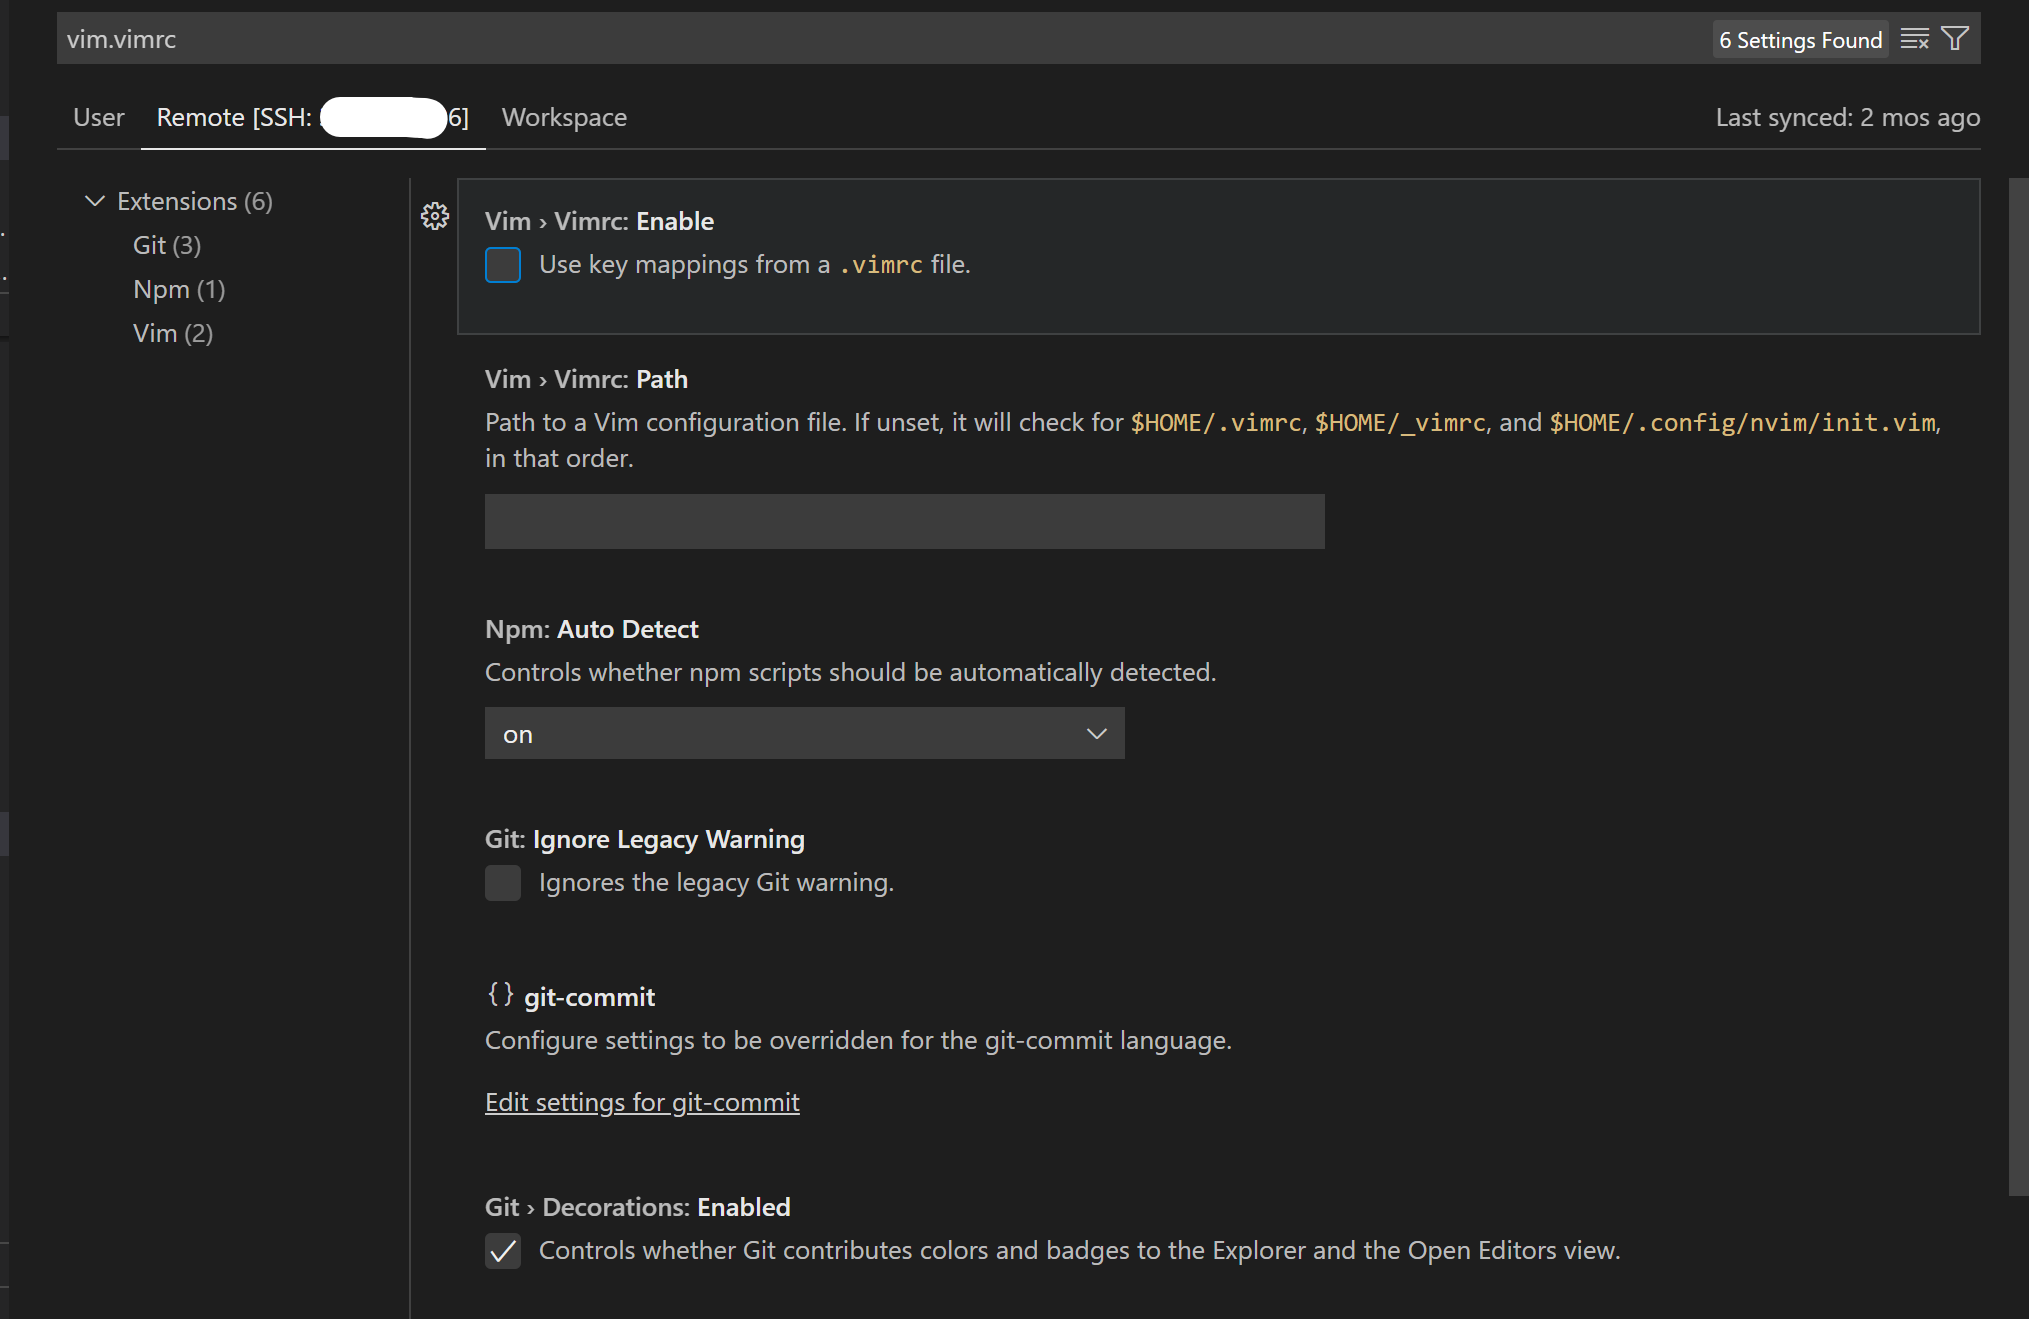 vim.vimrc
6 Settings Found
User
Remote [SSH: 6]
Workspace
Last synced: 2 mos ago
Extensions (6)
Git (3)
Npm (1)
Vim (2)
Vim › Vimrc: Enable
Use key mappings from a .vimrc file.
Vim › Vimrc: Path
Path to a Vim configuration file. If unset, it will check for $HOME/.vimrc, $HOME/_vimrc, and $HOME/.config/nvim/init.vim,
in that order.
Npm: Auto Detect
Controls whether npm scripts should be automatically detected.
on
Git: Ignore Legacy Warning
Ignores the legacy Git warning.
{} git-commit
Configure settings to be overridden for the git-commit language.
Edit settings for git-commit
Git › Decorations: Enabled
Controls whether Git contributes colors and badges to the Explorer and the Open Editors view.